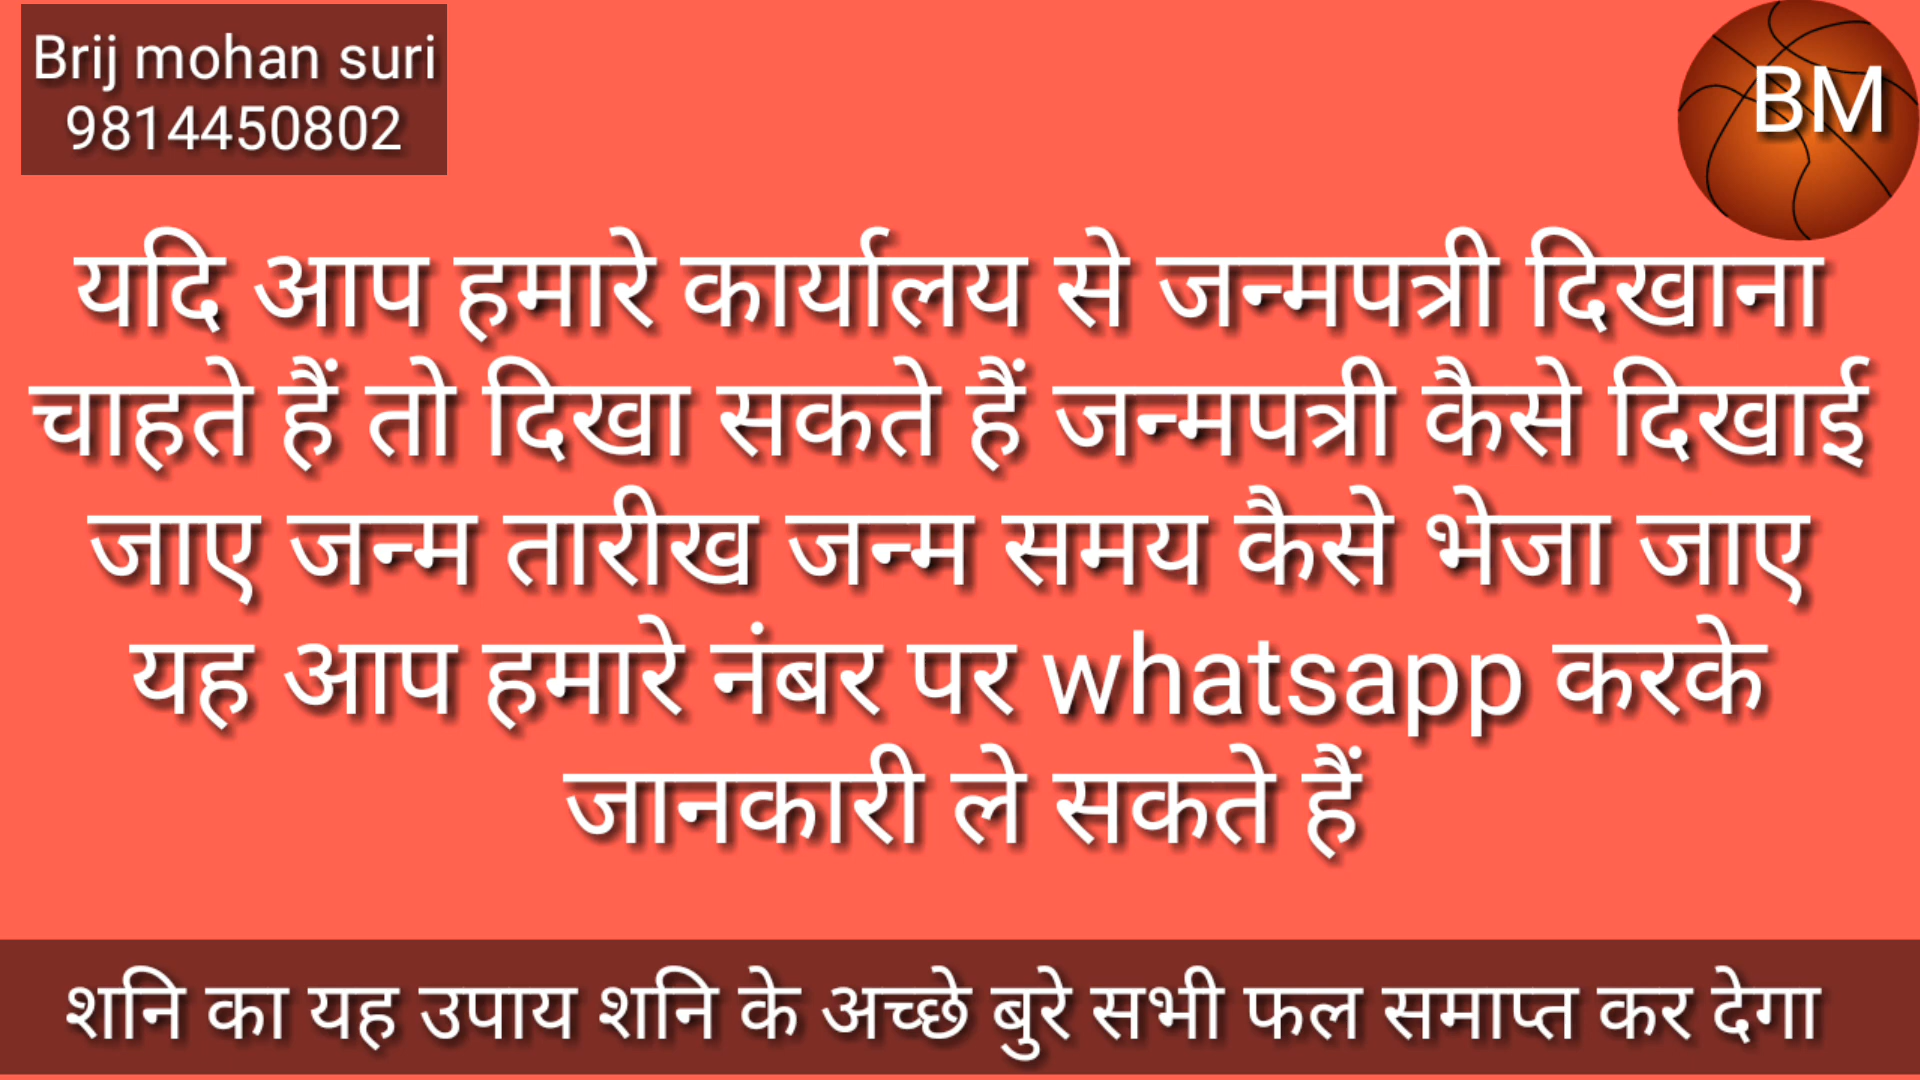 Brij mohan suri
9814450802
BM
यदि आप हमारे कार्यालय से जन्मपत्री दिखाना
चाहते हैं तो दिखा सकते हैं जन्मपत्री कैसे दिखाई
जाए जन्म तारीख जन्म समय कैसे भेजा जाए
यह आप हमारे नंबर पर whatsapp करके
जानकारी ले सकते हैं
शनि का यह उपाय शनि के अच्छे बुरे सभी फल समाप्त कर देगा